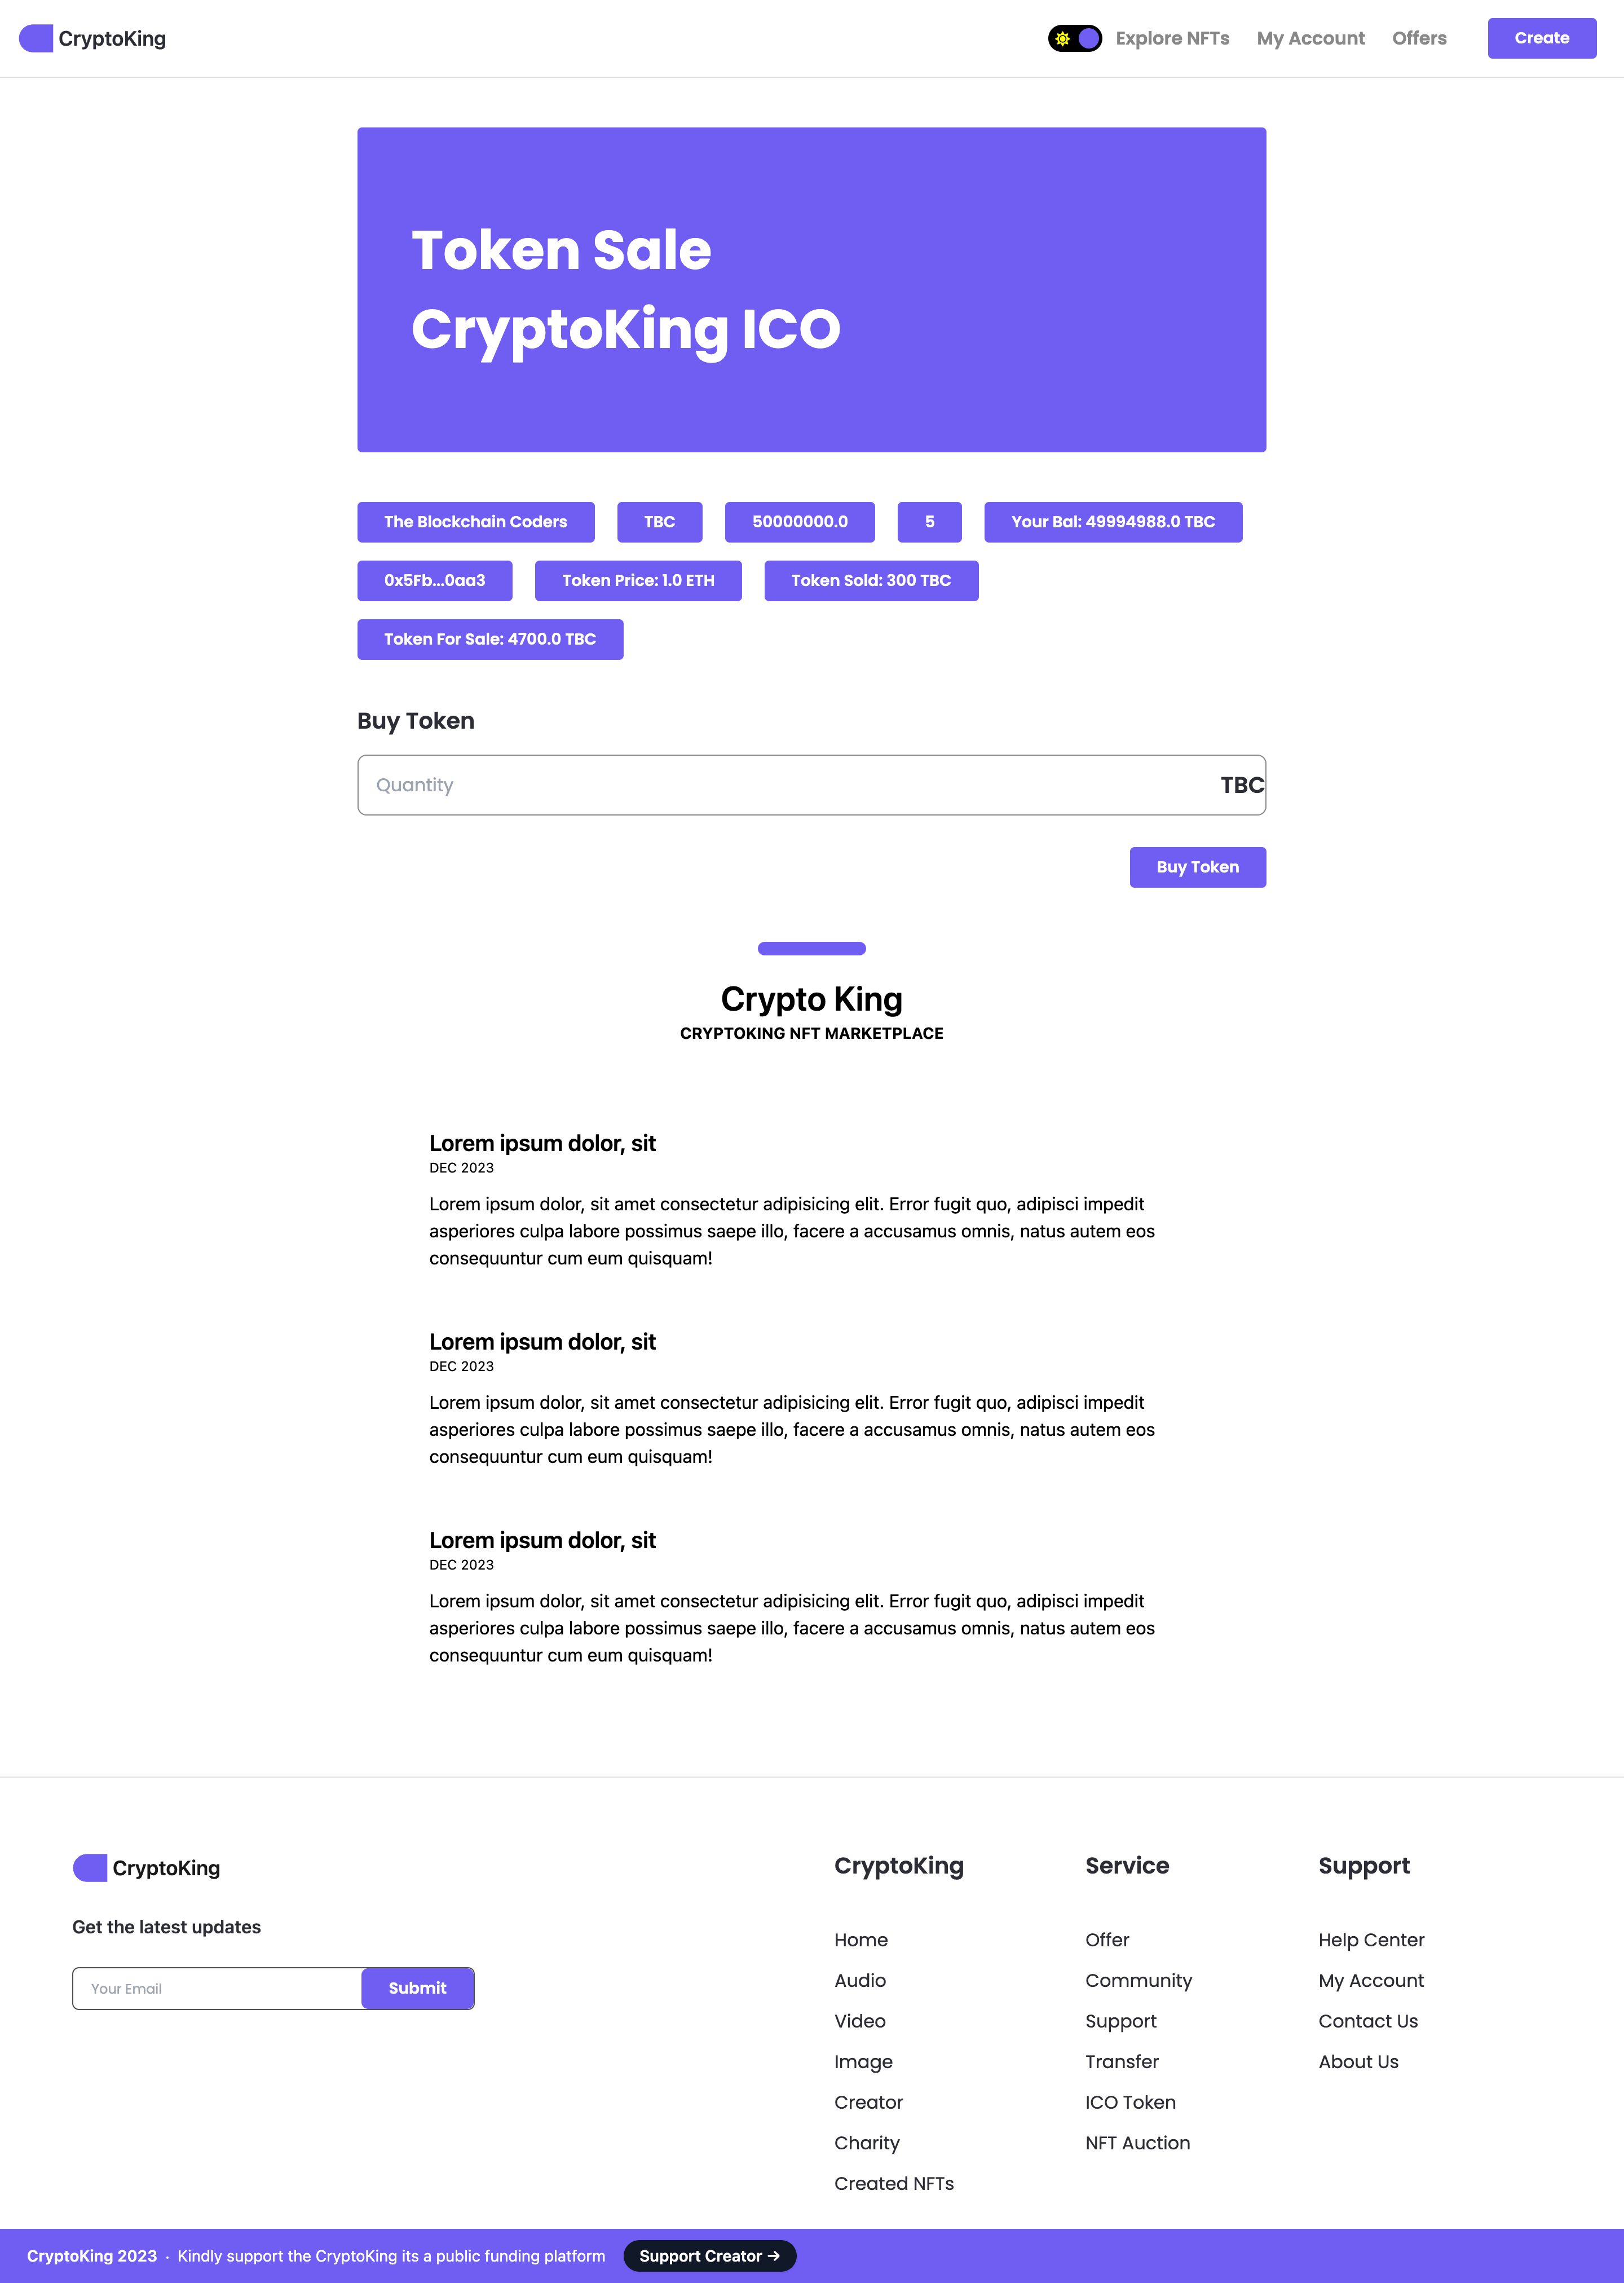 CryptoKing
Explore NFTs
My Account
Offers
Create
Token Sale
CryptoKing ICO
The Blockchain Coders
TBC
50000000.0
5
Your Bal: 49994988.0 TBC
0x5Fb...0aa3
Token Price: 1.0 ETH
Token Sold: 300 TBC
Token For Sale: 4700.0 TBC
Buy Token
Quantity
TBC
Buy Token
Crypto King
CRYPTOKING NFT MARKETPLACE
Lorem ipsum dolor, sit
DEC 2023
Lorem ipsum dolor, sit amet consectetur adipisicing elit. Error fugit quo, adipisci impedit
asperiores culpa labore possimus saepe illo, facere a accusamus omnis, natus autem eos
consequuntur cum eum quisquam!
Lorem ipsum dolor, sit
DEC 2023
Lorem ipsum dolor, sit amet consectetur adipisicing elit. Error fugit quo, adipisci impedit
asperiores culpa labore possimus saepe illo, facere a accusamus omnis, natus autem eos
consequuntur cum eum quisquam!
Lorem ipsum dolor, sit
DEC 2023
Lorem ipsum dolor, sit amet consectetur adipisicing elit. Error fugit quo, adipisci impedit
asperiores culpa labore possimus saepe illo, facere a accusamus omnis, natus autem eos
consequuntur cum eum quisquam!
CryptoKing
Get the latest updates
Your Email
Submit
CryptoKing
Home
Audio
Video
Image
Creator
Charity
Created NFTs
Service
Offer
Community
Support
Transfer
ICO Token
NFT Auction
Support
Help Center
My Account
Contact Us
About Us
CryptoKing 2023 · Kindly support the CryptoKing its a public funding platform
Support Creator →